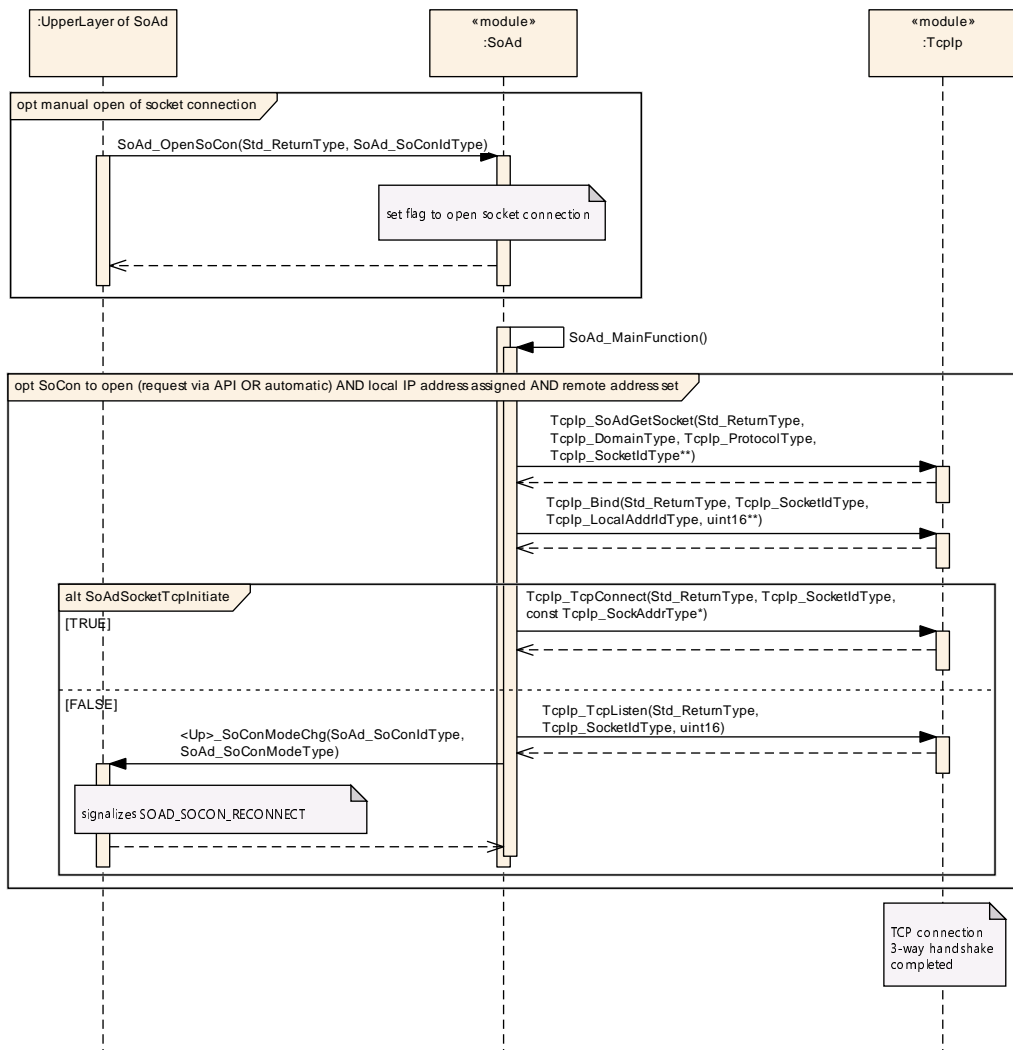 :UpperLayer of SoAd
«module»
:SoAd
«module»
:TcpIp
opt manual open of socket connection
SoAd_OpenSoCon(Std_ReturnType, SoAd_SoConIdType)
set flag to open socket connection
SoAd_MainFunction()
opt SoCon to open (request via API OR automatic) AND local IP address assigned AND remote address set
TcpIp_SoAdGetSocket(Std_ReturnType,
TcpIp_DomainType, TcpIp_ProtocolType,
TcpIp_SocketIdType**)
TcpIp_Bind(Std_ReturnType, TcpIp_SocketIdType,
TcpIp_LocalAddrIdType, uint16**)
alt SoAdSocketTcpInitiate
[TRUE]
TcpIp_TcpConnect(Std_ReturnType, TcpIp_SocketIdType,
const TcpIp_SockAddrType*)
[FALSE]
TcpIp_TcpListen(Std_ReturnType,
TcpIp_SocketIdType, uint16)
<Up>_SoConModeChg(SoAd_SoConIdType,
SoAd_SoConModeType)
signalizes SOAD_SOCON_RECONNECT
TCP connection
3-way handshake
completed